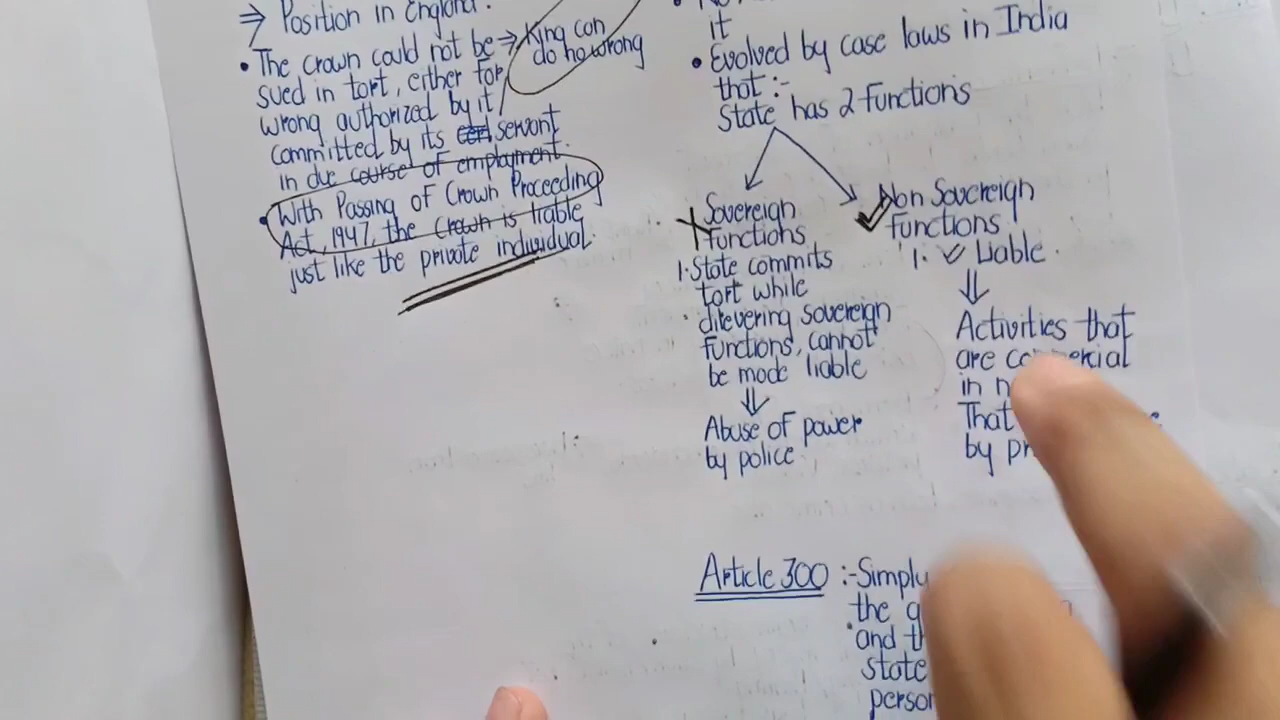 ⇒ Position in England.
• The crown could not be ⇒ King can
do no wrong
sued in tort, either for
wrong authorized by it /
committed by its servant
in due course of employment.
• With Passing of Crown Proceeding
Act, 1947, the Crown is liable
just like the private individual
it
• Evolved by case laws in India
that :-
State has 2 Functions
Sovereign
Functions
1. State commits
tort while
dilevering sovereign
functions, cannot
be made liable
⇓
Abuse of power
by police
Non Sovereign
Functions
1. ✓ Liable.
⇓
Activities that
are
in
That
by
Article 300 :- Simply
the
and
state